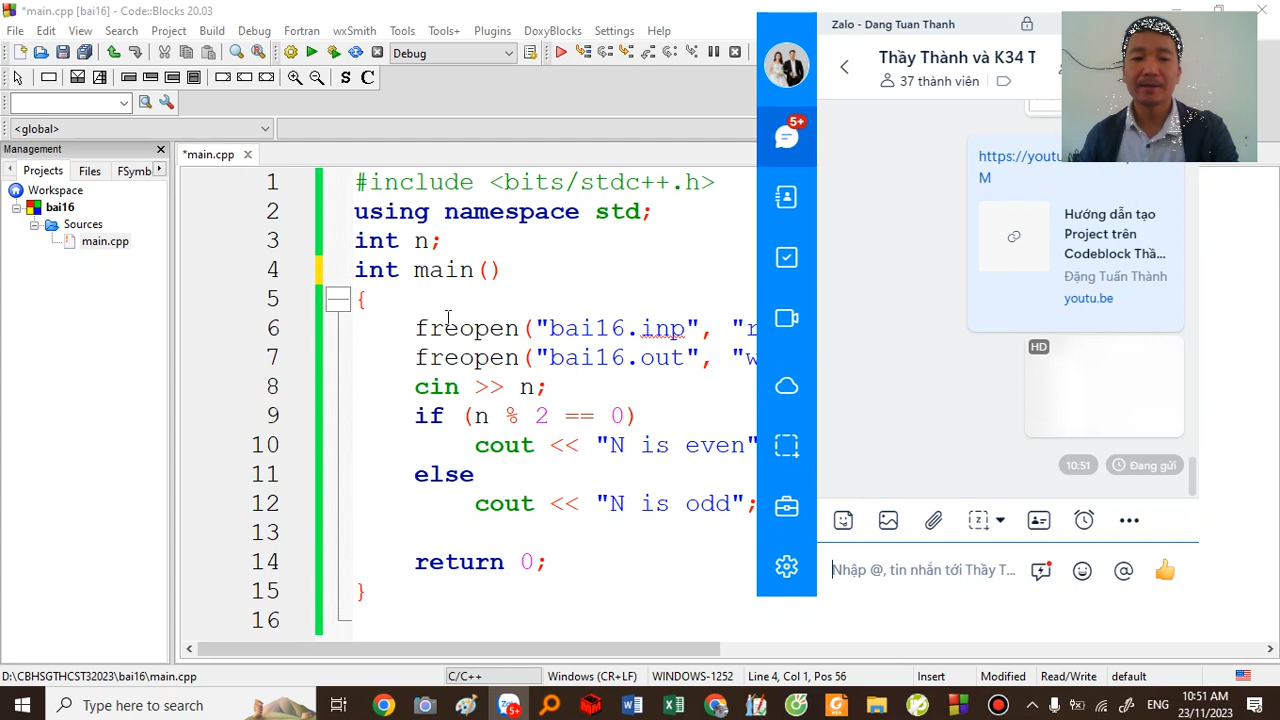 *main.cpp [bai16] - Code::Blocks 20.03
File Edit View Search Project Build Debug Fortran wxSmith Tools Tools+ Plugins DoxyBlocks Settings Help
Debug
S C
<global>
Management
Projects Files FSymb
Workspace
bai16
Sources
main.cpp
*main.cpp
1 #include <bits/stdc++.h>
2 using namespace std;
3 int n;
4 int main()
5 {
6 freopen("bai16.inp", "r
7 freopen("bai16.out", "w
8 cin >> n;
9 if (n % 2 == 0)
10 cout << "N is even"
11 else
12 cout << "N is odd";
13
14 return 0;
15 }
16
5+
Zalo - Dang Tuan Thanh
Thầy Thành và K34 T
37 thành viên
https://youtu
M
Hướng dẫn tạo
Project trên
Codeblock Thầ...
Đặng Tuấn Thành
youtu.be
HD
10:51 Đang gửi
Nhập @, tin nhắn tới Thầy T...
D:\CBHSGTHCST32023\bai16\main.cpp C/C++ Windows (CR+LF) WINDOWS-1252 Line 4, Col 1, Pos 56 Insert Modified Read/Write default
Type here to search
5+
ENG
10:51 AM
23/11/2023